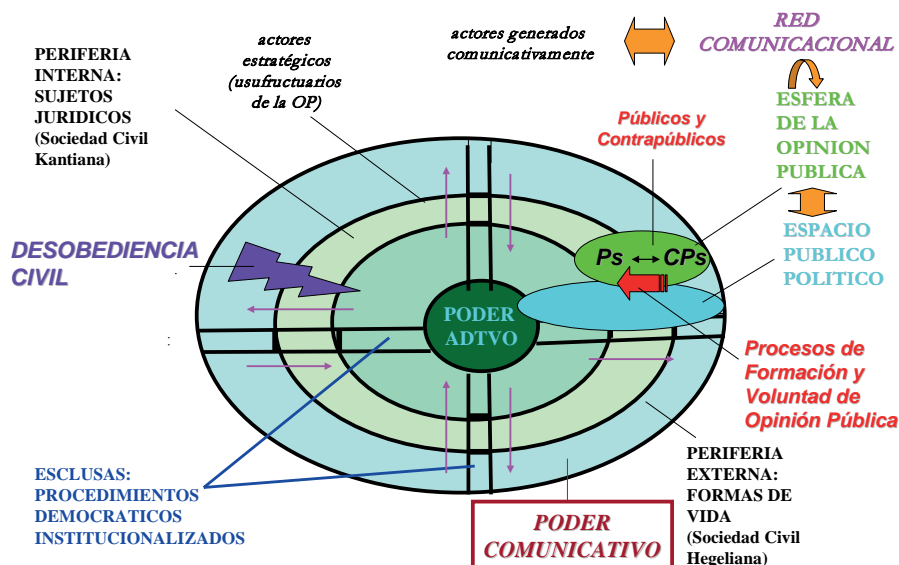 PERIFERIA
INTERNA:
SUJETOS
JURIDICOS
(Sociedad Civil
Kantiana)
actores
estratégicos
(usufructuarios
de la OP)
actores generados
comunicativamente
RED
COMUNICACIONAL
ESFERA
DE LA
OPINION
PUBLICA
Públicos y
Contrapúblicos
ESPACIO
PUBLICO
POLITICO
DESOBEDIENCIA
CIVIL
Ps
CPs
PODER
ADTVO
:
Procesos de
Formación y
Voluntad de
Opinión Pública
ESCLUSAS:
PROCEDIMIENTOS
DEMOCRATICOS
INSTITUCIONALIZADOS
PODER
COMUNICATIVO
PERIFERIA
EXTERNA:
FORMAS DE
VIDA
(Sociedad Civil
Hegeliana)